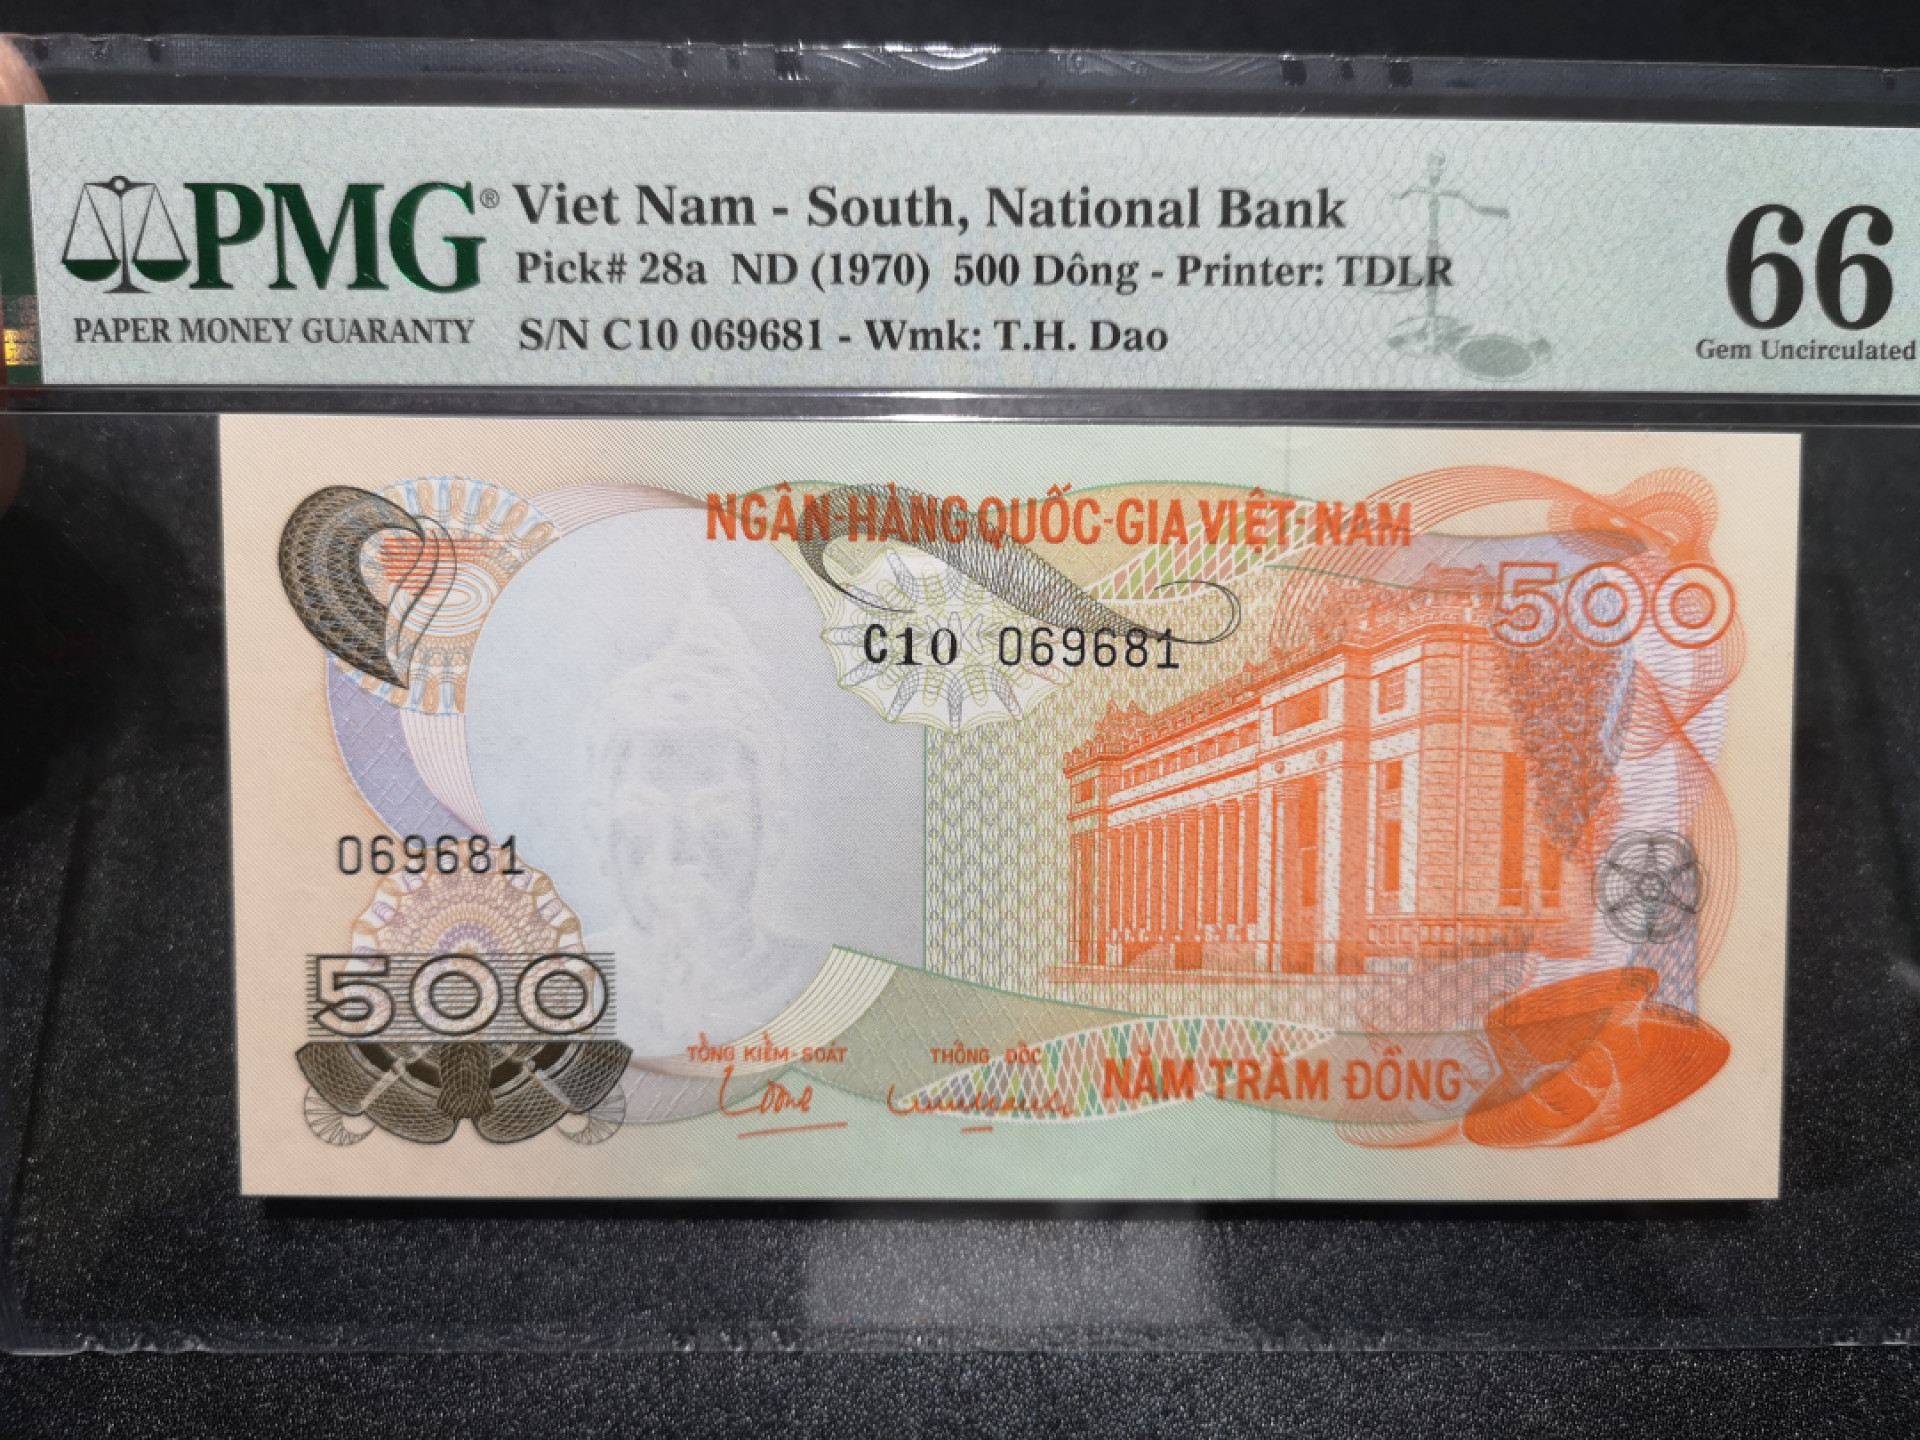 PMG® Viet Nam - South, National Bank
Pick# 28a ND (1970) 500 Dông - Printer: TDLR
PAPER MONEY GUARANTY S/N C10 069681 - Wmk: T.H. Dao
66
Gem Uncirculated
NGÂN-HÀNG QUỐC-GIA VIỆT-NAM
500
C10 069681
069681
500
TỔNG KIỂM-SOÁT THỐNG ĐỐC
NĂM TRĂM ĐỒNG